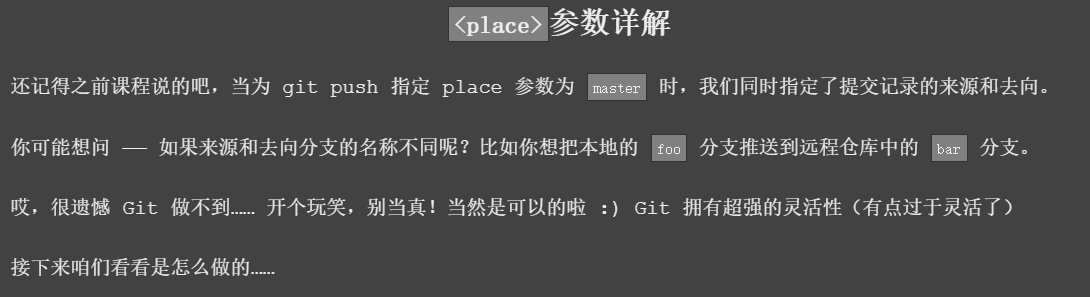 <place>参数详解
还记得之前课程说的吧，当为 git push 指定 place 参数为 master 时，我们同时指定了提交记录的来源和去向。
你可能想问 —— 如果来源和去向分支的名称不同呢？比如你想把本地的 foo 分支推送到远程仓库中的 bar 分支。
哎，很遗憾 Git 做不到…… 开个玩笑，别当真！当然是可以的啦 :) Git 拥有超强的灵活性（有点过于灵活了）
接下来咱们看看是怎么做的……